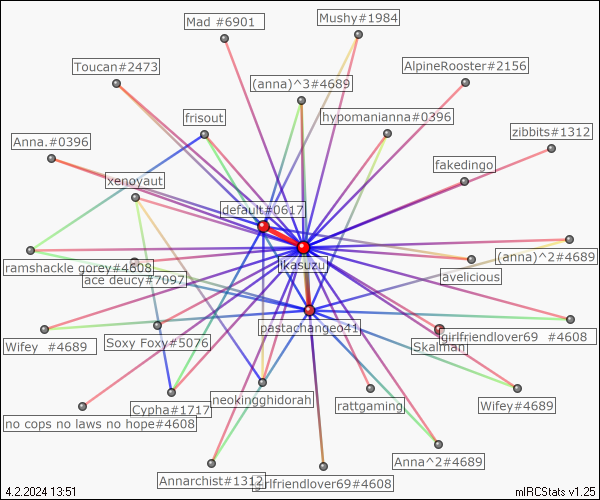 Mad #6901
Mushy#1984
Toucan#2473
AlpineRooster#2156
(anna)^3#4689
frisout
hypomanianna#0396
zibbits#1312
Anna.#0396
fakedingo
xenoyaut
default#0617
(anna)^2#4689
ikasuzu
ramshackle gorey#4608
ace deucy#7097
avelicious
pastachangeo41
girlfriendlover69 #4608
Wifey #4689
Soxy Foxy#5076
Skalman
neokingghidorah
rattgaming
Wifey#4689
Cypha#1717
no cops no laws no hope#4608
Anna^2#4689
Annarchist#1312
girlfriendlover69#4608
4.2.2024 13:51
mIRCStats v1.25